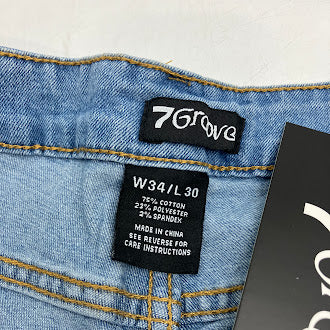 7Groove
W34/L30
75% COTTON
23% POLYESTER
2% SPANDEX
MADE IN CHINA
SEE REVERSE FOR
CARE INSTRUCTIONS